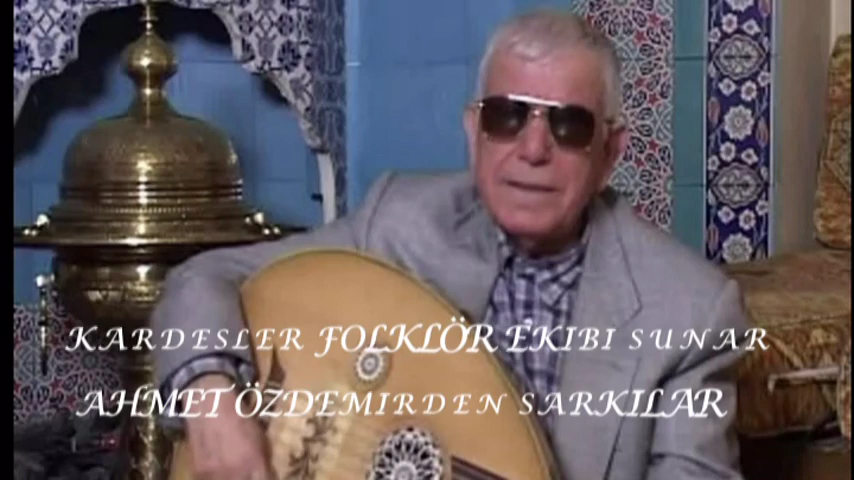 KARDESLER FOLKLÖR EKIBI SUNAR
AHMET ÖZDEMIRDEN SARKILAR